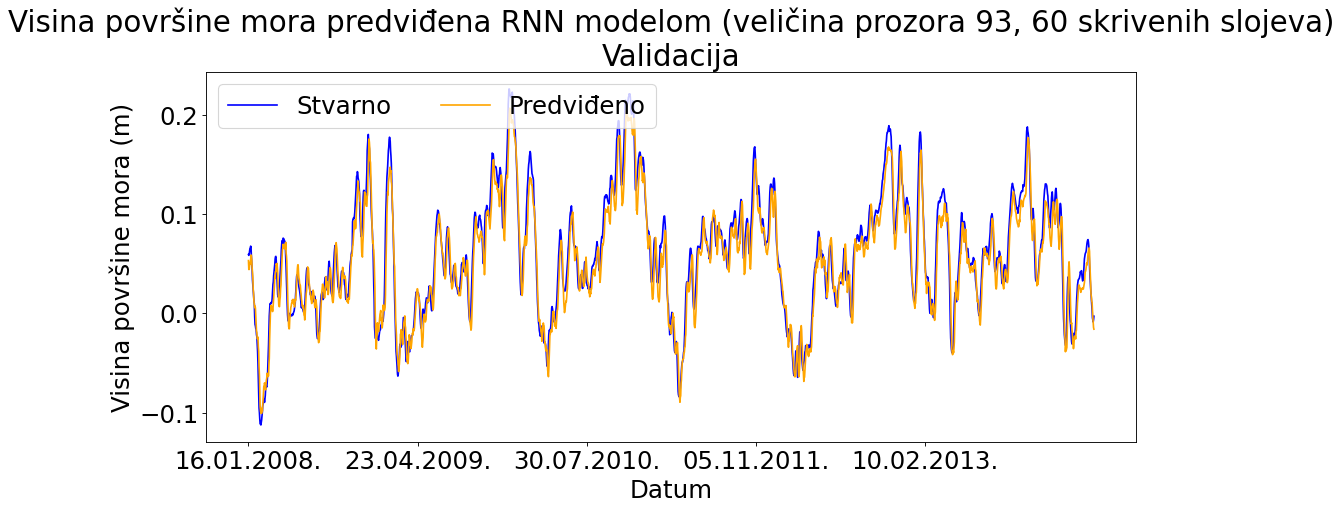 Visina površine mora predviđena RNN modelom (veličina prozora 93, 60 skrivenih slojeva)
Validacija
Stvarno Predviđeno
Visina površine mora (m)
0.2
0.1
0.0
−0.1
16.01.2008. 23.04.2009. 30.07.2010. 05.11.2011. 10.02.2013.
Datum